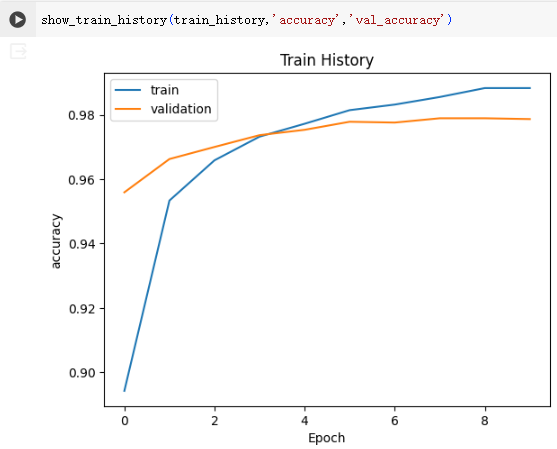 show_train_history(train_history,'accuracy','val_accuracy')
Train History
train
validation
accuracy
0.98
0.96
0.94
0.92
0.90
0 2 4 6 8
Epoch